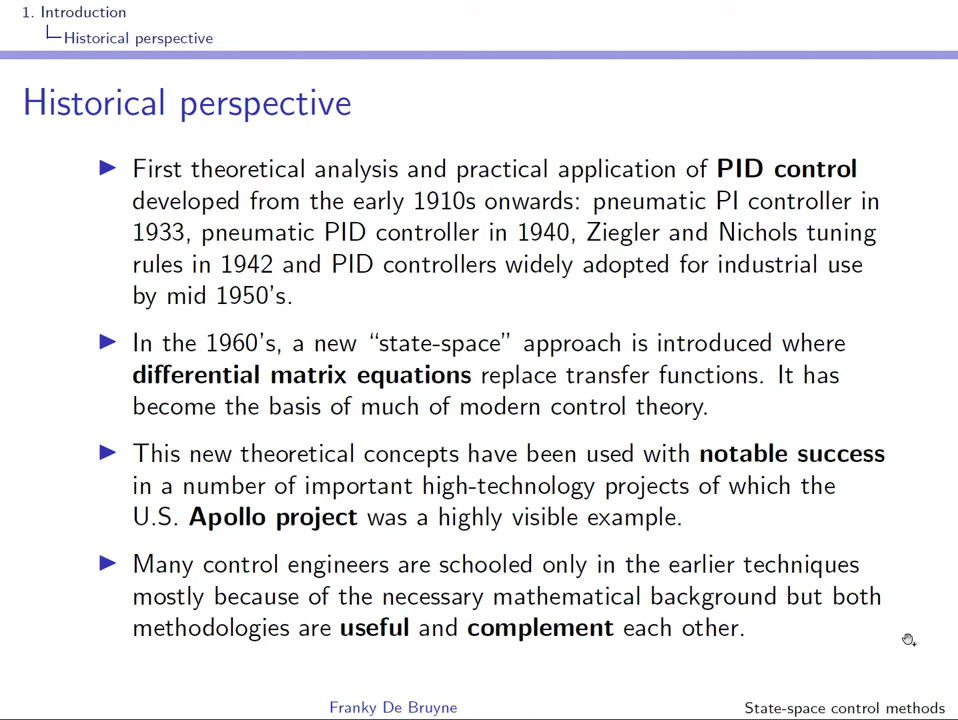 1. Introduction
Historical perspective
Historical perspective
▶ First theoretical analysis and practical application of PID control
developed from the early 1910s onwards: pneumatic PI controller in
1933, pneumatic PID controller in 1940, Ziegler and Nichols tuning
rules in 1942 and PID controllers widely adopted for industrial use
by mid 1950's.
▶ In the 1960's, a new “state-space” approach is introduced where
differential matrix equations replace transfer functions. It has
become the basis of much of modern control theory.
▶ This new theoretical concepts have been used with notable success
in a number of important high-technology projects of which the
U.S. Apollo project was a highly visible example.
▶ Many control engineers are schooled only in the earlier techniques
mostly because of the necessary mathematical background but both
methodologies are useful and complement each other.
Franky De Bruyne
State-space control methods